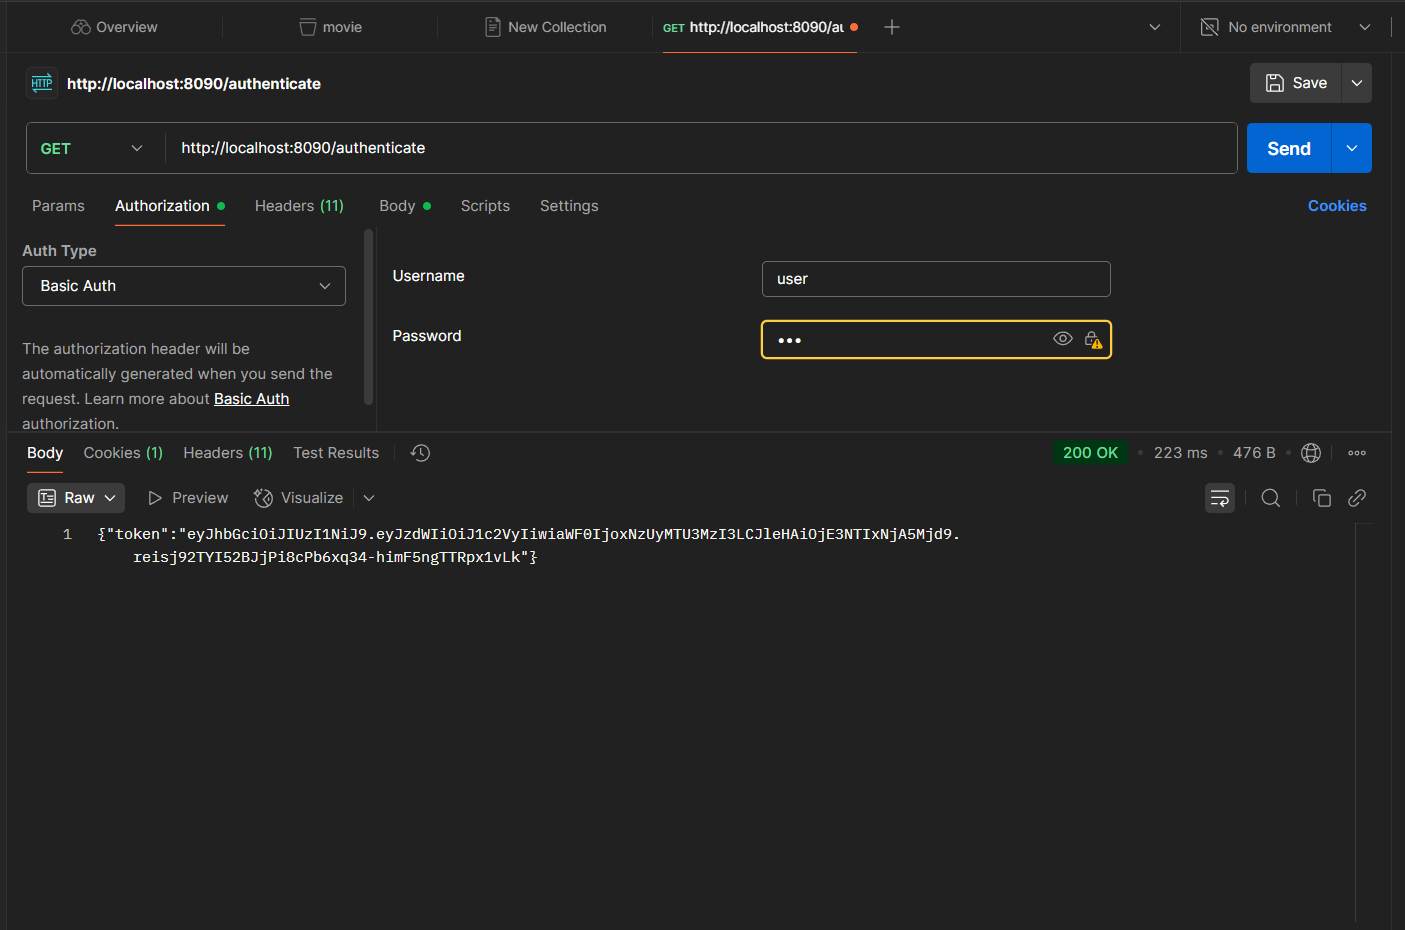 Overview
movie
New Collection
GET http://localhost:8090/au
No environment
HTTP http://localhost:8090/authenticate
Save
GET http://localhost:8090/authenticate
Send
Params Authorization Headers (11) Body Scripts Settings
Cookies
Auth Type
Basic Auth
The authorization header will be
automatically generated when you send the
request. Learn more about Basic Auth
authorization.
Username
user
Password
Body Cookies (1) Headers (11) Test Results
200 OK • 223 ms • 476 B
Raw Preview Visualize
1 {"token":"eyJhbGciOiJIUzI1NiJ9.eyJzdWIiOiJ1c2VyIiwiaWF0IjoxNzUyMTU3MzI3LCJleHAiOjE3NTIxNjA5Mjd9.
reisj92TYI52BJjPi8cPb6xq34-himF5ngTTRpx1vLk"}